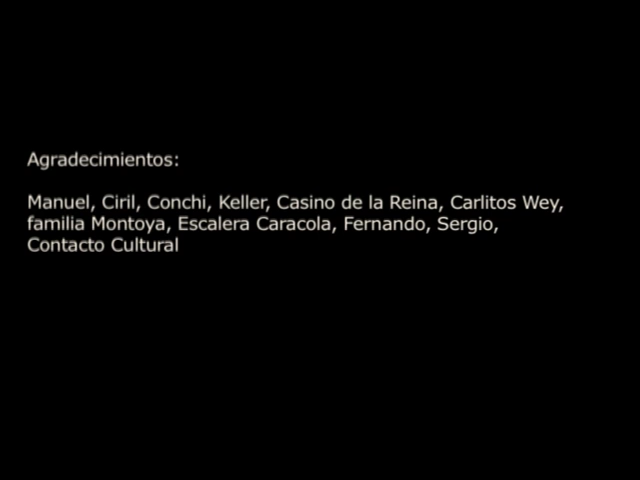 Agradecimientos:
Manuel, Ciril, Conchi, Keller, Casino de la Reina, Carlitos Wey,
familia Montoya, Escalera Caracola, Fernando, Sergio,
Contacto Cultural